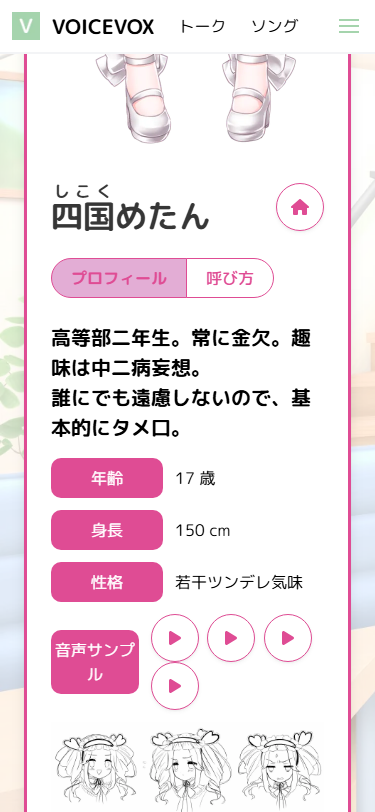 V VOICEVOX トーク ソング
しこく
四国めたん
プロフィール 呼び方
高等部二年生。常に金欠。趣
味は中二病妄想。
誰にでも遠慮しないので、基
本的にタメ口。
年齢 17 歳
身長 150 cm
性格 若干ツンデレ気味
音声サンプ
ル